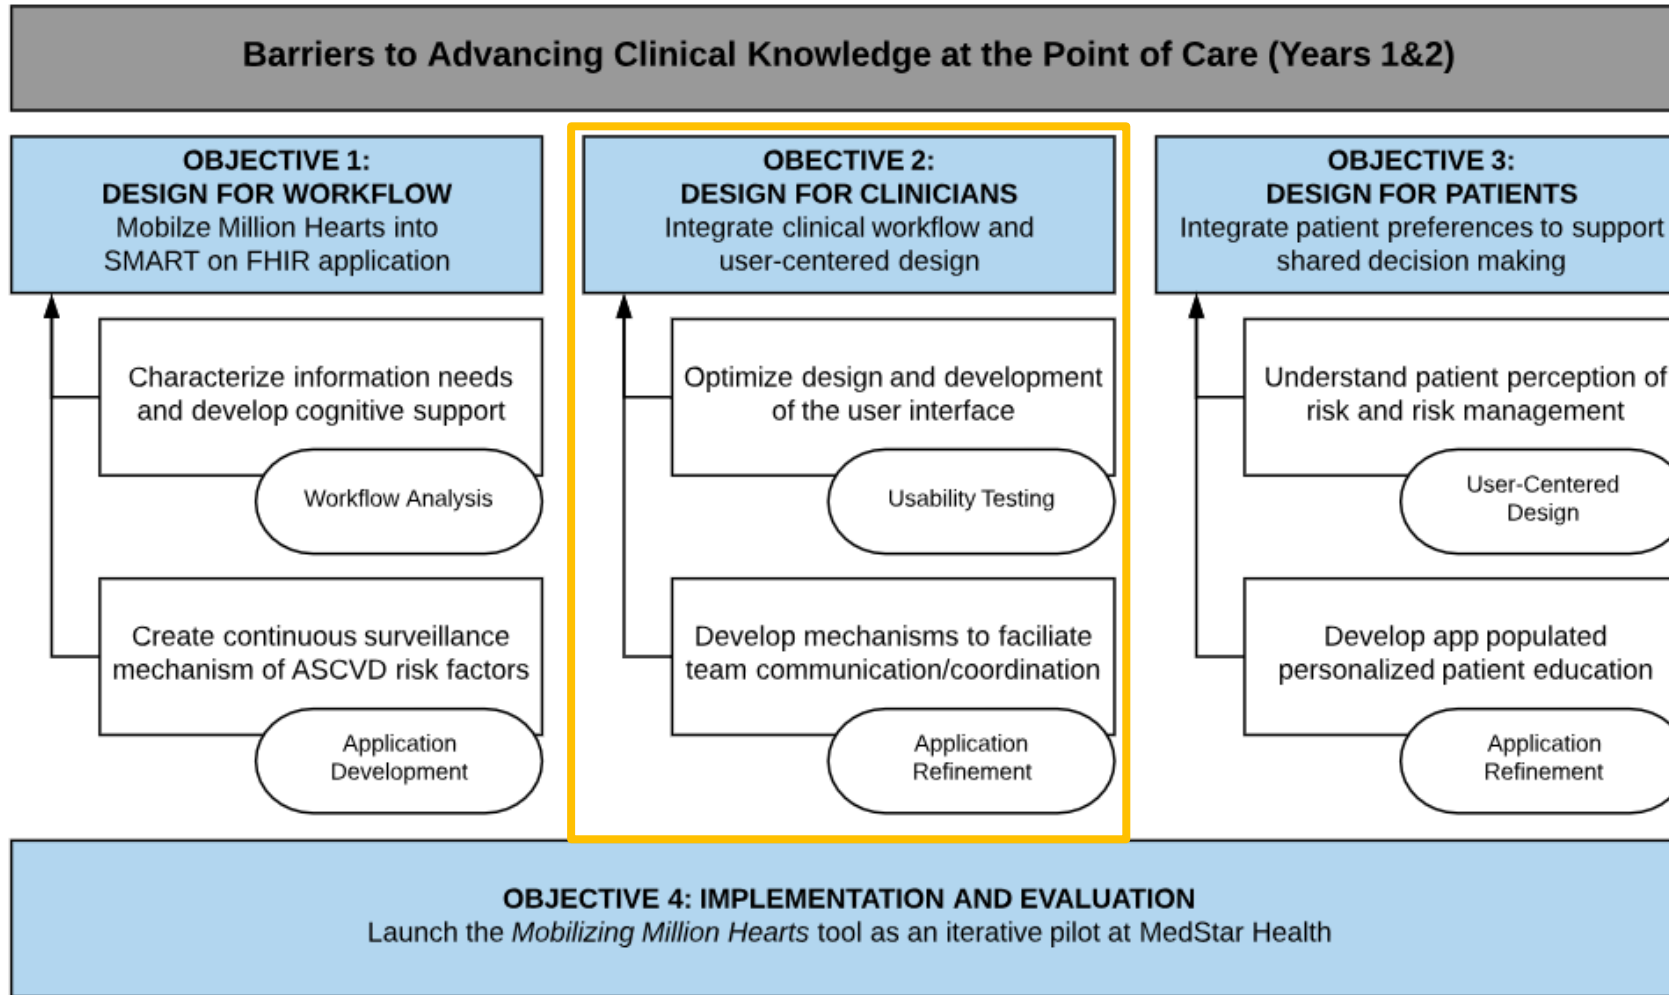 Barriers to Advancing Clinical Knowledge at the Point of Care (Years 1&2)
OBJECTIVE 1:
DESIGN FOR WORKFLOW
Mobilze Million Hearts into
SMART on FHIR application
Characterize information needs
and develop cognitive support
Workflow Analysis
Create continuous surveillance
mechanism of ASCVD risk factors
Application
Development
OBECTIVE 2:
DESIGN FOR CLINICIANS
Integrate clinical workflow and
user-centered design
Optimize design and development
of the user interface
Usability Testing
Develop mechanisms to faciliate
team communication/coordination
Application
Refinement
OBJECTIVE 3:
DESIGN FOR PATIENTS
Integrate patient preferences to support
shared decision making
Understand patient perception of
risk and risk management
User-Centered
Design
Develop app populated
personalized patient education
Application
Refinement
OBJECTIVE 4: IMPLEMENTATION AND EVALUATION
Launch the Mobilizing Million Hearts tool as an iterative pilot at MedStar Health